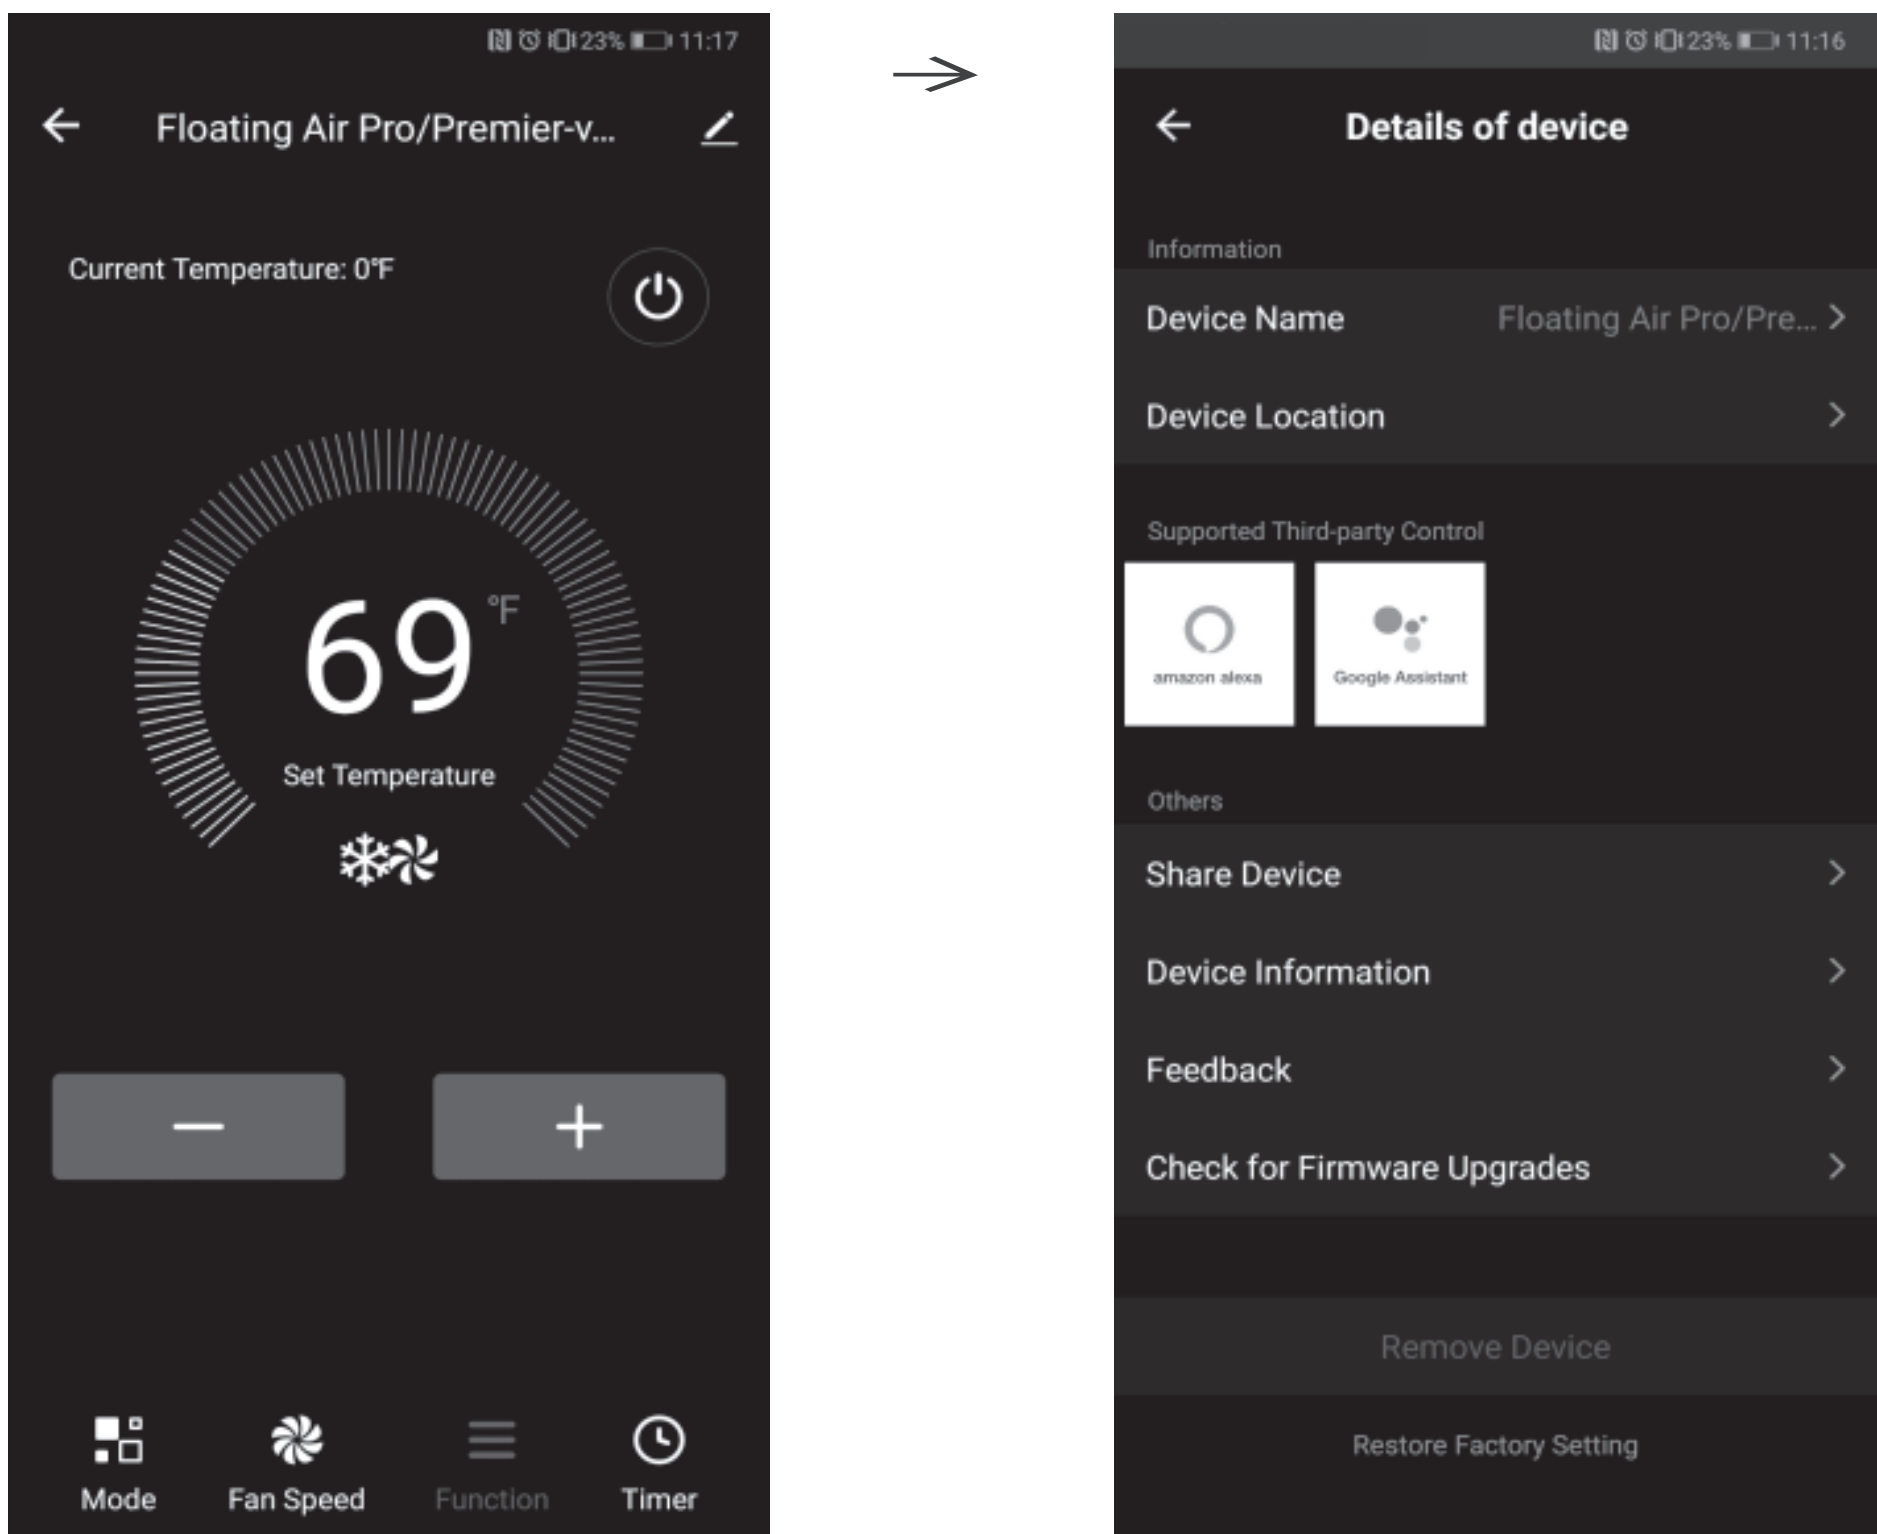 23% 11:17
Floating Air Pro/Premier-v...
Current Temperature: 0°F
69 °F
Set Temperature
Mode
Fan Speed
Function
Timer
23% 11:16
Details of device
Information
Device Name Floating Air Pro/Pre...
Device Location
Supported Third-party Control
amazon alexa
Google Assistant
Others
Share Device
Device Information
Feedback
Check for Firmware Upgrades
Remove Device
Restore Factory Setting